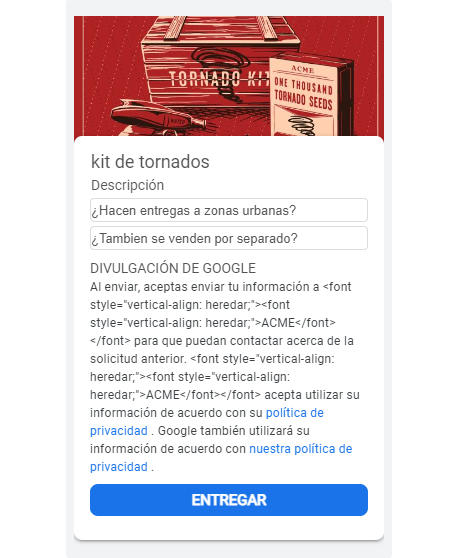 TORNADO KIT
ACME
ONE THOUSAND
TORNADO SEEDS
kit de tornados
Descripción
¿Hacen entregas a zonas urbanas?
¿Tambien se venden por separado?
DIVULGACIÓN DE GOOGLE
Al enviar, aceptas enviar tu información a <font
style="vertical-align: heredar;"><font
style="vertical-align: heredar;">ACME</font>
</font> para que puedan contactar acerca de la
solicitud anterior. <font style="vertical-align:
heredar;"><font style="vertical-align:
heredar;">ACME</font></font> acepta utilizar su
información de acuerdo con su política de
privacidad . Google también utilizará su
información de acuerdo con nuestra política de
privacidad .
ENTREGAR